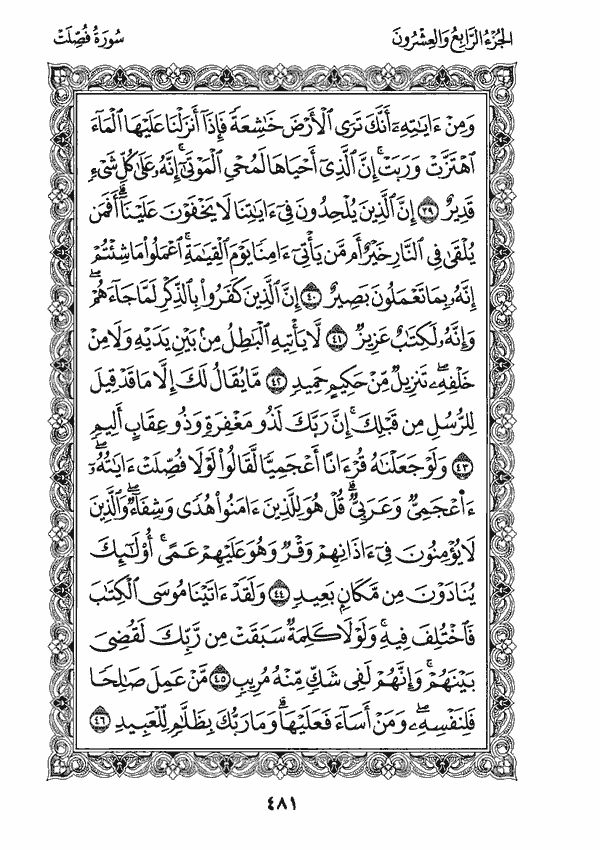 الجزء الرابع والعشرون
سورة فصلت
وَمِنْ ءَايَٰتِهِۦٓ أَنَّكَ تَرَى ٱلْأَرْضَ خَٰشِعَةً فَإِذَآ أَنزَلْنَا عَلَيْهَا ٱلْمَآءَ
ٱهْتَزَّتْ وَرَبَتْ ۚ إِنَّ ٱلَّذِىٓ أَحْيَاهَا لَمُحْىِ ٱلْمَوْتَىٰٓ ۚ إِنَّهُۥ عَلَىٰ كُلِّ شَىْءٍ
قَدِيرٌ ٣٩ إِنَّ ٱلَّذِينَ يُلْحِدُونَ فِىٓ ءَايَٰتِنَا لَا يَخْفَوْنَ عَلَيْنَآ ۗ أَفَمَن
يُلْقَىٰ فِى ٱلنَّارِ خَيْرٌ أَم مَّن يَأْتِىٓ ءَامِنًا يَوْمَ ٱلْقِيَٰمَةِ ۚ ٱعْمَلُوا۟ مَا شِئْتُمْ ۖ
إِنَّهُۥ بِمَا تَعْمَلُونَ بَصِيرٌ ٤٠ إِنَّ ٱلَّذِينَ كَفَرُوا۟ بِٱلذِّكْرِ لَمَّا جَآءَهُمْ ۖ
وَإِنَّهُۥ لَكِتَٰبٌ عَزِيزٌ ٤١ لَّا يَأْتِيهِ ٱلْبَٰطِلُ مِنۢ بَيْنِ يَدَيْهِ وَلَا مِنْ
خَلْفِهِۦ ۖ تَنزِيلٌ مِّنْ حَكِيمٍ حَمِيدٍ ٤٢ مَّا يُقَالُ لَكَ إِلَّا مَا قَدْ قِيلَ
لِلرُّسُلِ مِن قَبْلِكَ ۚ إِنَّ رَبَّكَ لَذُو مَغْفِرَةٍ وَذُو عِقَابٍ أَلِيمٍ
٤٣ وَلَوْ جَعَلْنَٰهُ قُرْءَانًا أَعْجَمِيًّا لَّقَالُوا۟ لَوْلَا فُصِّلَتْ ءَايَٰتُهُۥٓ ۖ
ءَا۬عْجَمِىٌّ وَعَرَبِىٌّ ۗ قُلْ هُوَ لِلَّذِينَ ءَامَنُوا۟ هُدًى وَشِفَآءٌ ۖ وَٱلَّذِينَ
لَا يُؤْمِنُونَ فِىٓ ءَاذَانِهِمْ وَقْرٌ وَهُوَ عَلَيْهِمْ عَمًى ۚ أُو۟لَٰٓئِكَ
يُنَادَوْنَ مِن مَّكَانٍۭ بَعِيدٍ ٤٤ وَلَقَدْ ءَاتَيْنَا مُوسَى ٱلْكِتَٰبَ
فَٱخْتُلِفَ فِيهِ ۗ وَلَوْلَا كَلِمَةٌ سَبَقَتْ مِن رَّبِّكَ لَقُضِىَ
بَيْنَهُمْ ۚ وَإِنَّهُمْ لَفِى شَكٍّ مِّنْهُ مُرِيبٍ ٤٥ مَّنْ عَمِلَ صَٰلِحًا
فَلِنَفْسِهِۦ ۖ وَمَنْ أَسَآءَ فَعَلَيْهَا ۗ وَمَا رَبُّكَ بِظَلَّٰمٍ لِّلْعَبِيدِ ٤٦
٤٨١